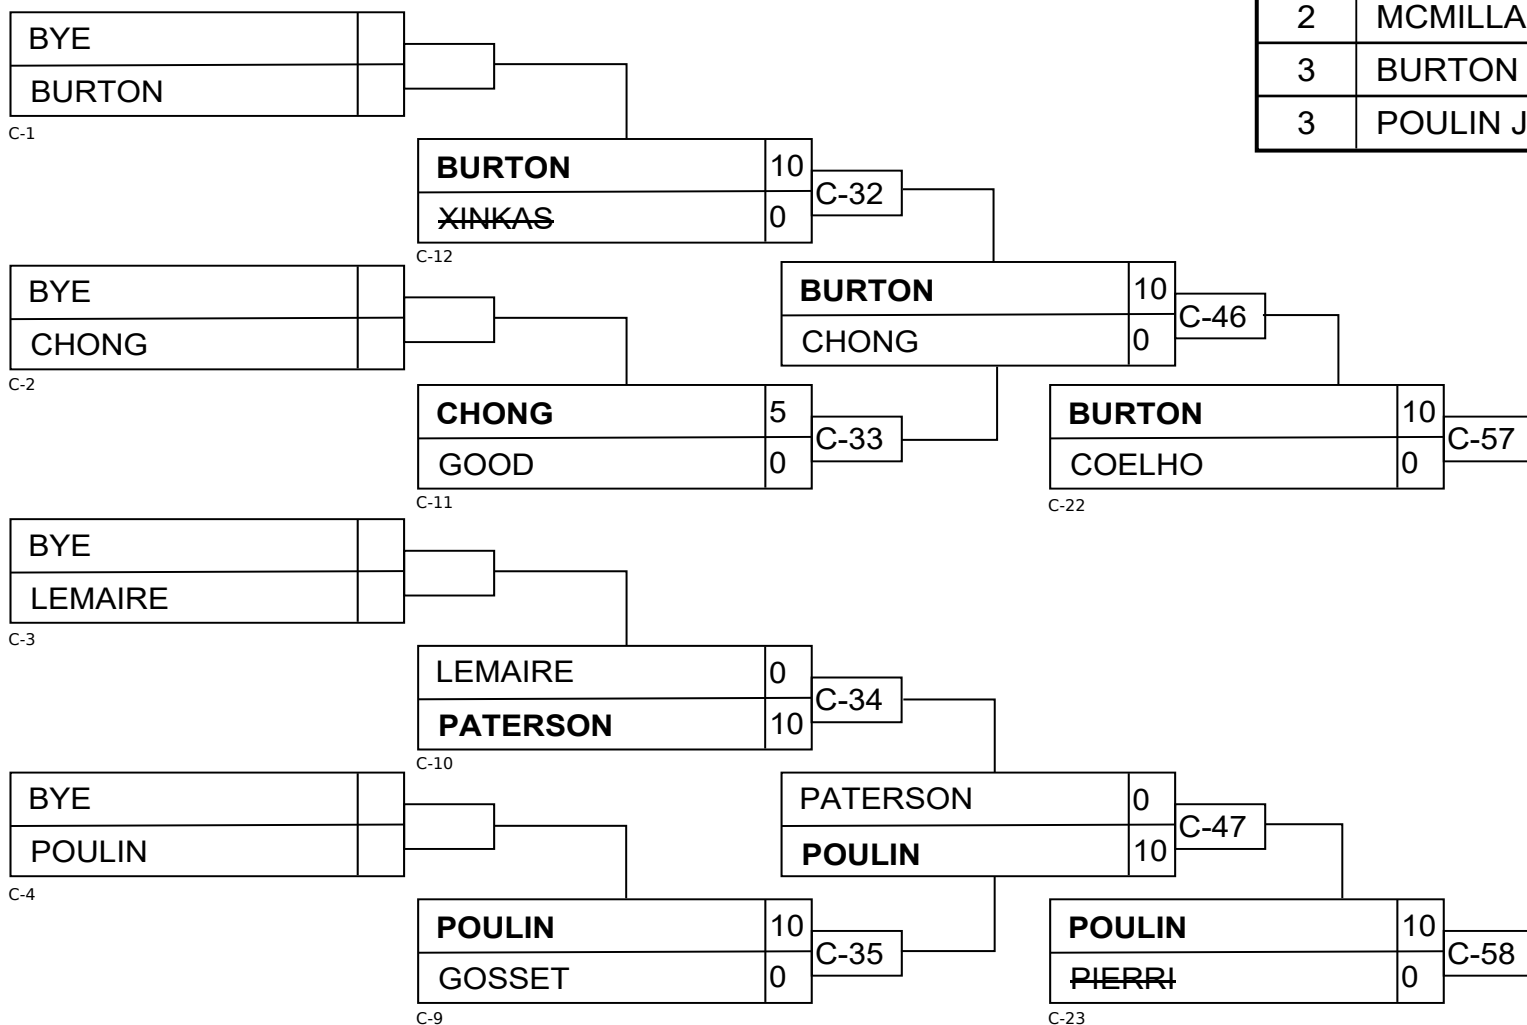 2 MCMILLA
3 BURTON
3 POULIN J
BYE
BURTON
C-1
BURTON 10
XINKAS 0
C-32
C-12
BYE
CHONG
C-2
BURTON 10
CHONG 0
C-46
CHONG 5
GOOD 0
C-33
C-11
BURTON 10
COELHO 0
C-57
C-22
BYE
LEMAIRE
C-3
LEMAIRE 0
PATERSON 10
C-34
C-10
BYE
POULIN
C-4
PATERSON 0
POULIN 10
C-47
POULIN 10
GOSSET 0
C-35
C-9
POULIN 10
PIERRI 0
C-58
C-23